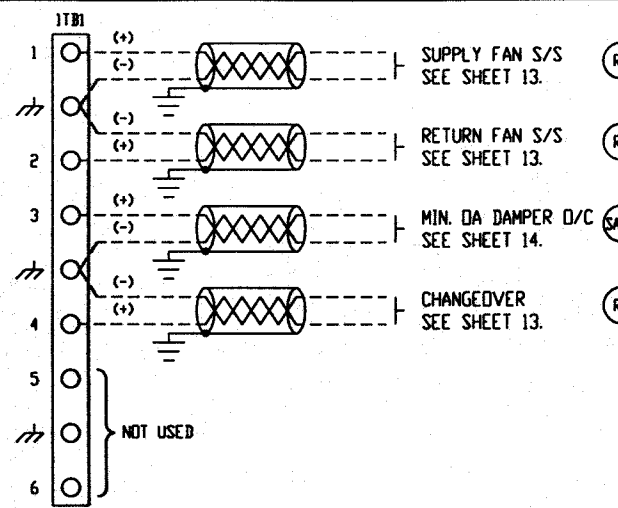 1TB1
1 (+) SUPPLY FAN S/S
(-) SEE SHEET 13.
(-) RETURN FAN S/S
2 (+) SEE SHEET 13.
3 (+) MIN. OA DAMPER O/C
(-) SEE SHEET 14.
(-) CHANGEOVER
4 (+) SEE SHEET 13.
5
NOT USED
6